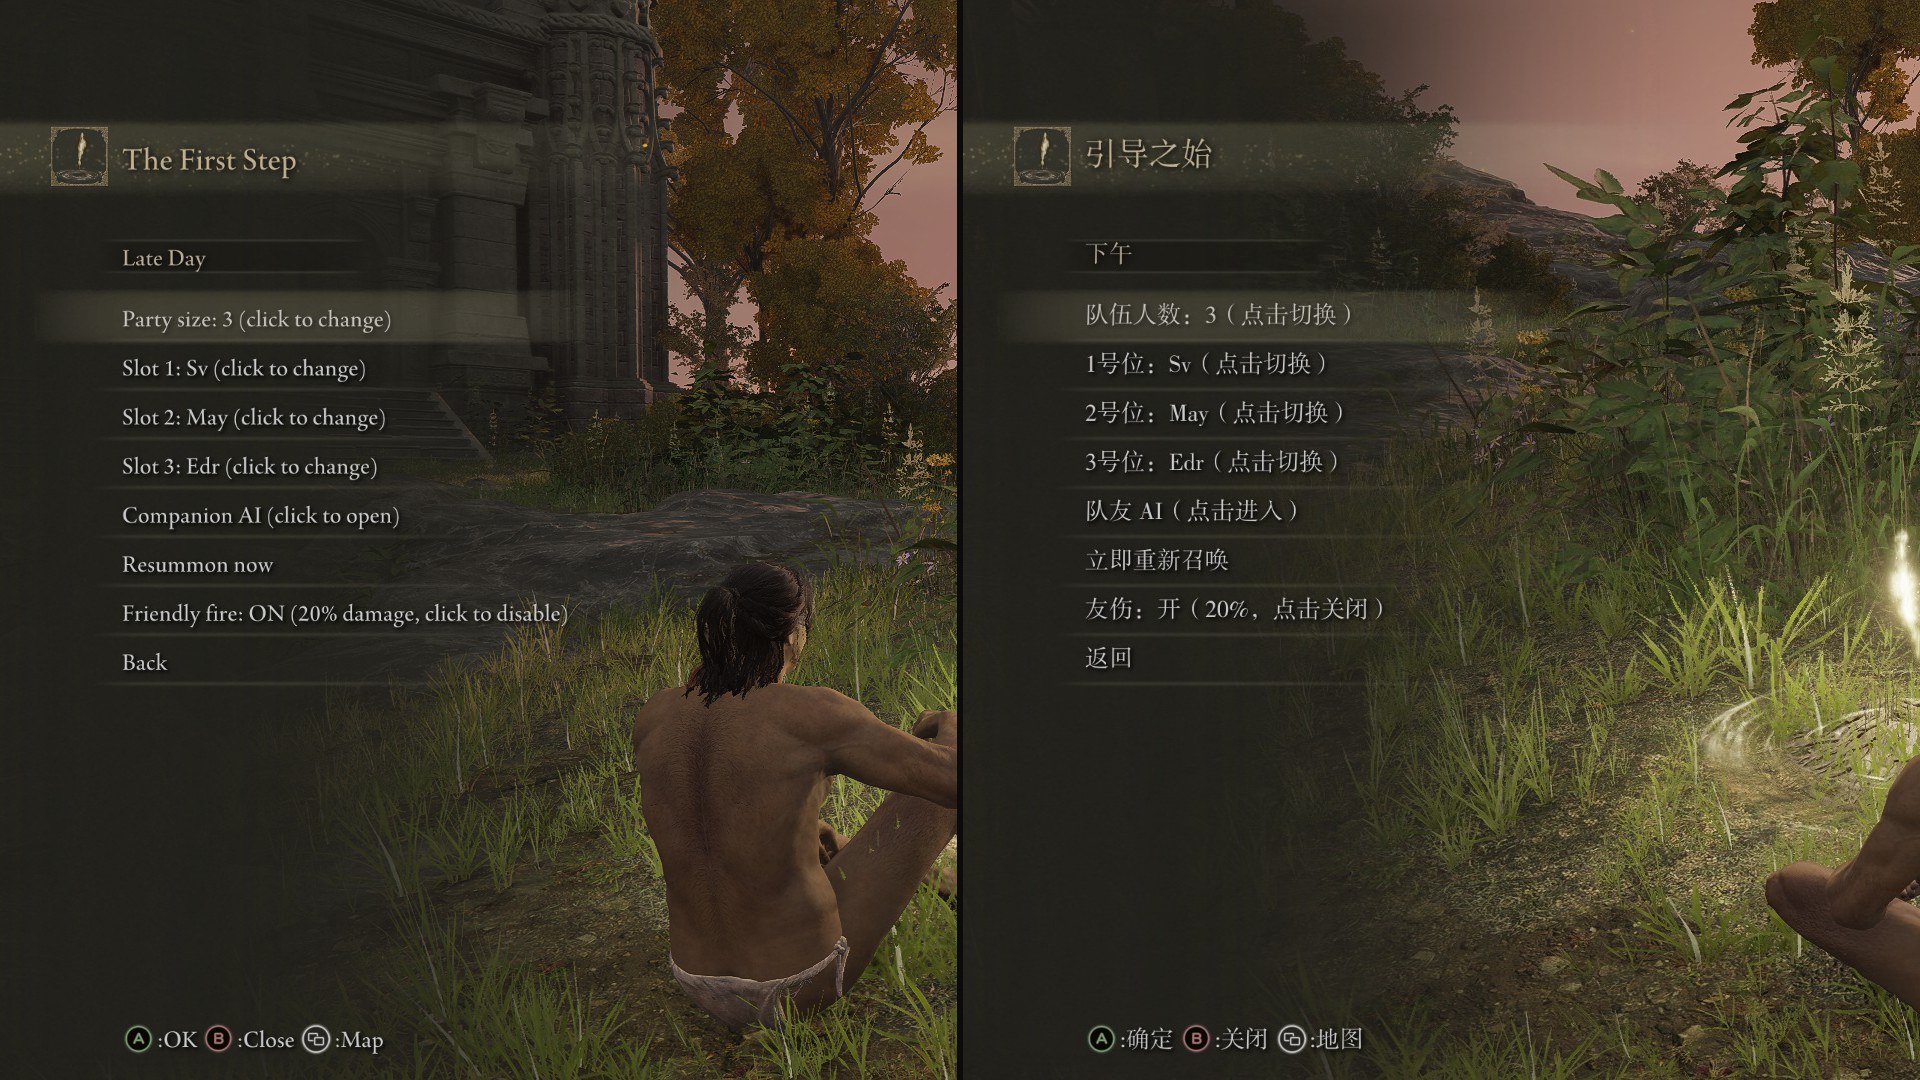 The First Step
Late Day
Party size: 3 (click to change)
Slot 1: Sv (click to change)
Slot 2: May (click to change)
Slot 3: Edr (click to change)
Companion AI (click to open)
Resummon now
Friendly fire: ON (20% damage, click to disable)
Back
A :OK B :Close :Map
引导之始
下午
队伍人数：3（点击切换）
1号位：Sv（点击切换）
2号位：May（点击切换）
3号位：Edr（点击切换）
队友 AI（点击进入）
立即重新召唤
友伤：开（20%，点击关闭）
返回
A :确定 B :关闭 :地图